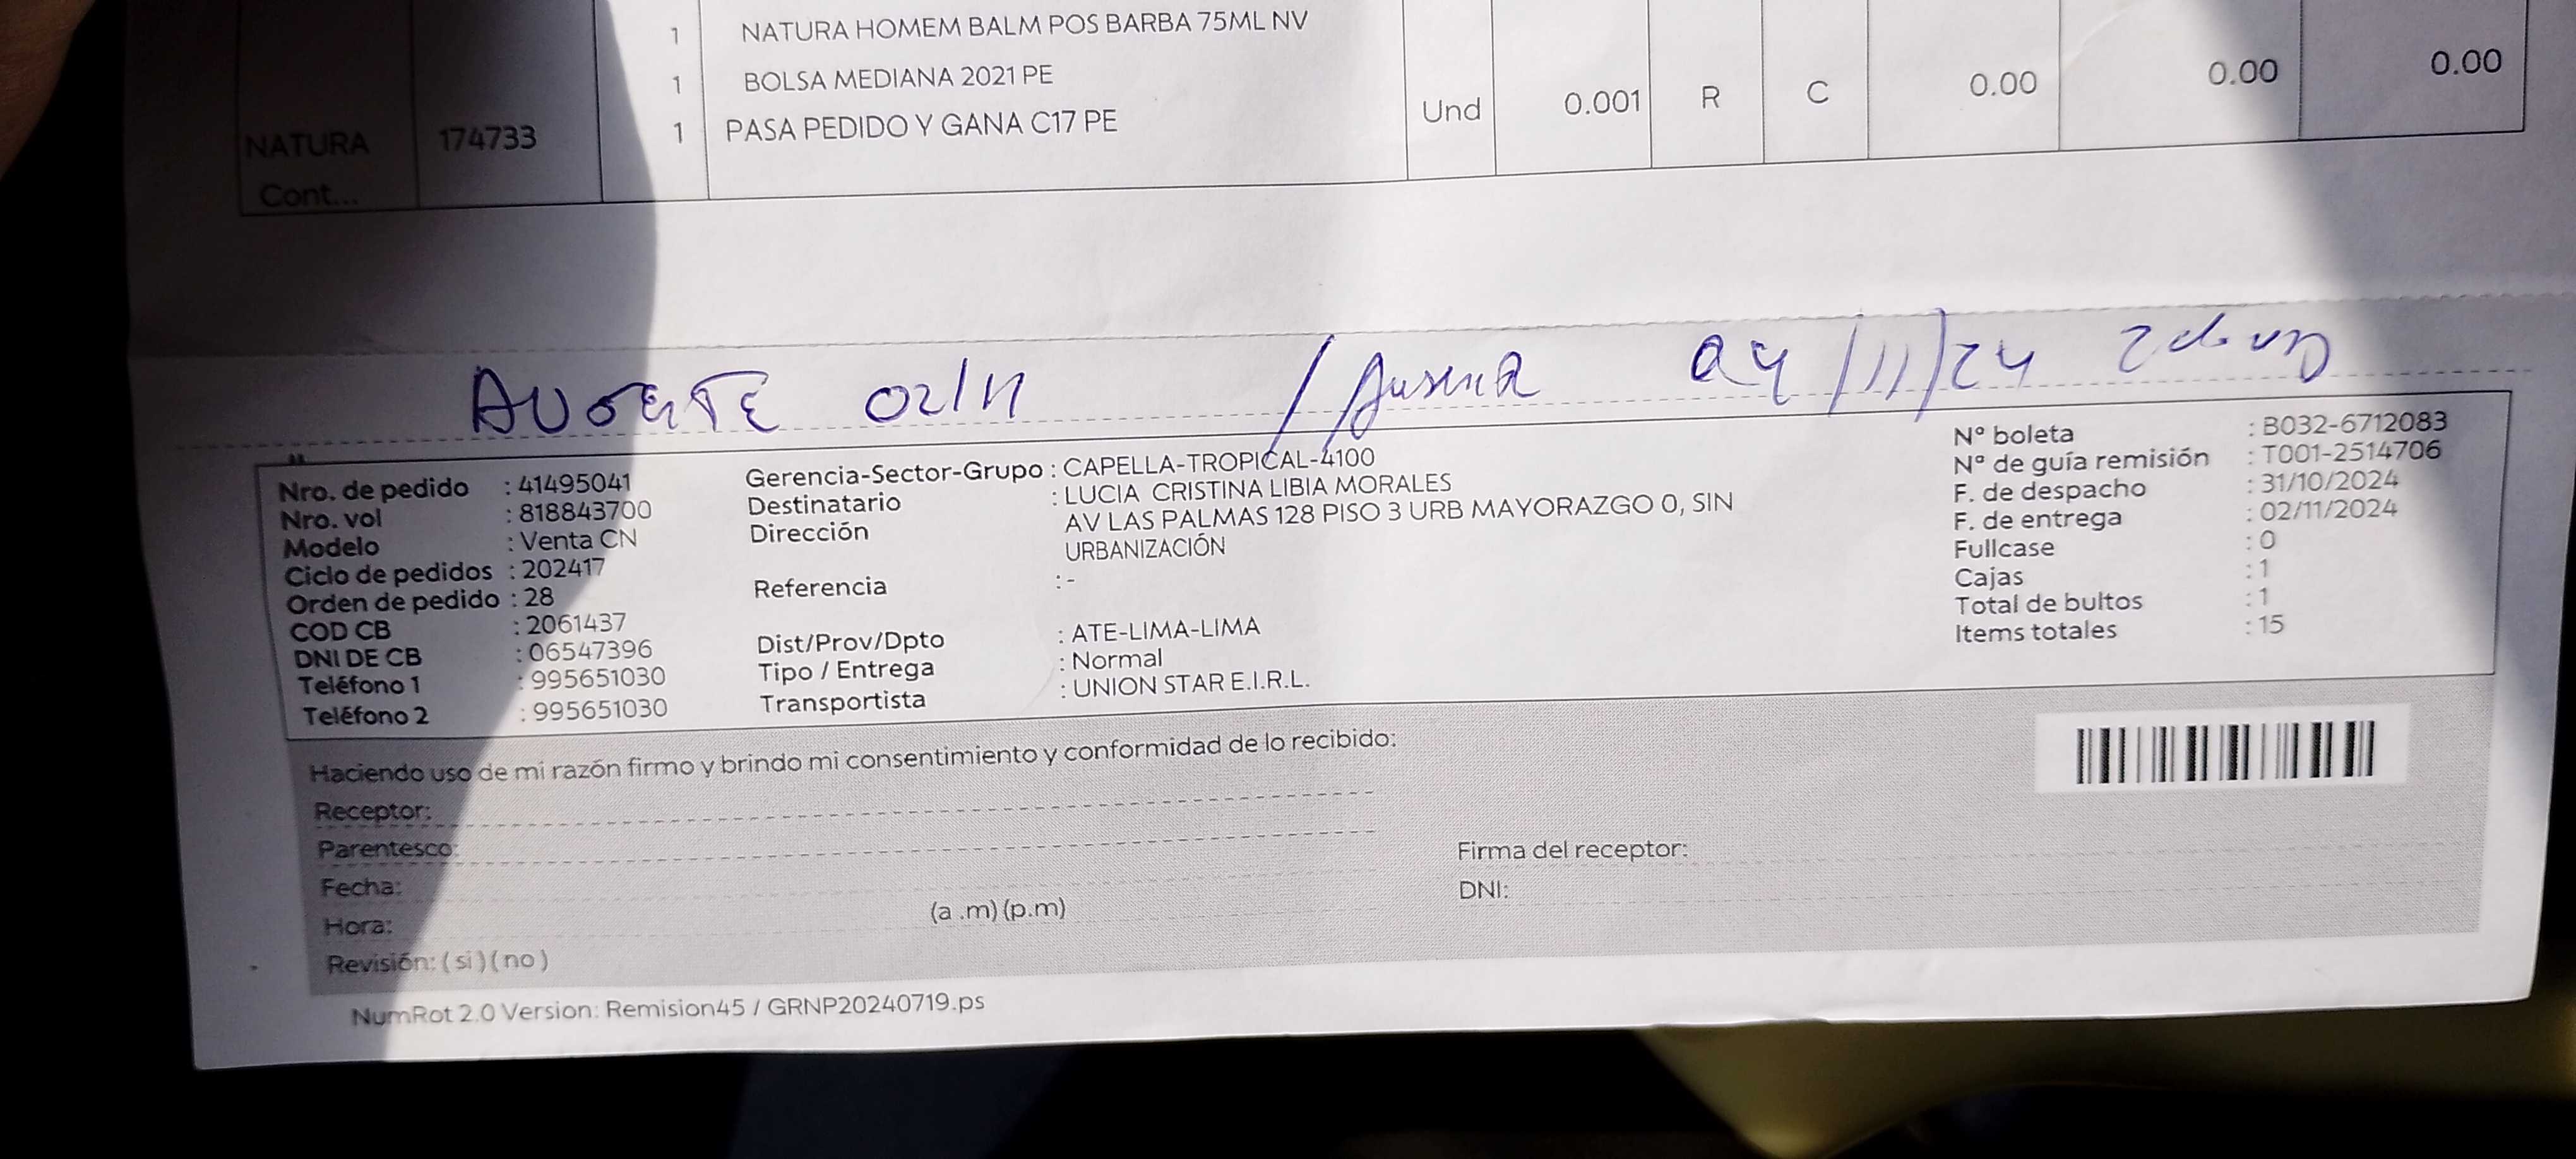 1 NATURA HOMEM BALM POS BARBA 75ML NV
1 BOLSA MEDIANA 2021 PE
NATURA 174733 1 PASA PEDIDO Y GANA C17 PE Und 0.001 R C 0.00 0.00 0.00
Cont...
AUSENTE 02/11 / Ausencia 04/11/24
Nro. de pedido : 41495041
Nro. vol : 818843700
Modelo : Venta CN
Ciclo de pedidos : 202417
Orden de pedido : 28
COD CB : 2061437
DNI DE CB : 06547396
Teléfono 1 : 995651030
Teléfono 2 : 995651030
Gerencia-Sector-Grupo : CAPELLA-TROPICAL-4100
Destinatario : LUCIA CRISTINA LIBIA MORALES
Dirección AV LAS PALMAS 128 PISO 3 URB MAYORAZGO 0, SIN
URBANIZACIÓN
Referencia : -
Dist/Prov/Dpto : ATE-LIMA-LIMA
Tipo / Entrega : Normal
Transportista : UNION STAR E.I.R.L.
Nº boleta : B032-6712083
Nº de guía remisión : T001-2514706
F. de despacho : 31/10/2024
F. de entrega : 02/11/2024
Fullcase : 0
Cajas : 1
Total de bultos : 1
Items totales : 15
Haciendo uso de mi razón firmo y brindo mi consentimiento y conformidad de lo recibido:
Receptor:
Parentesco:
Fecha:
Hora: (a .m) (p.m)
Revisión: ( si ) ( no )
Firma del receptor:
DNI:
NumRot 2.0 Version: Remision45 / GRNP20240719.ps